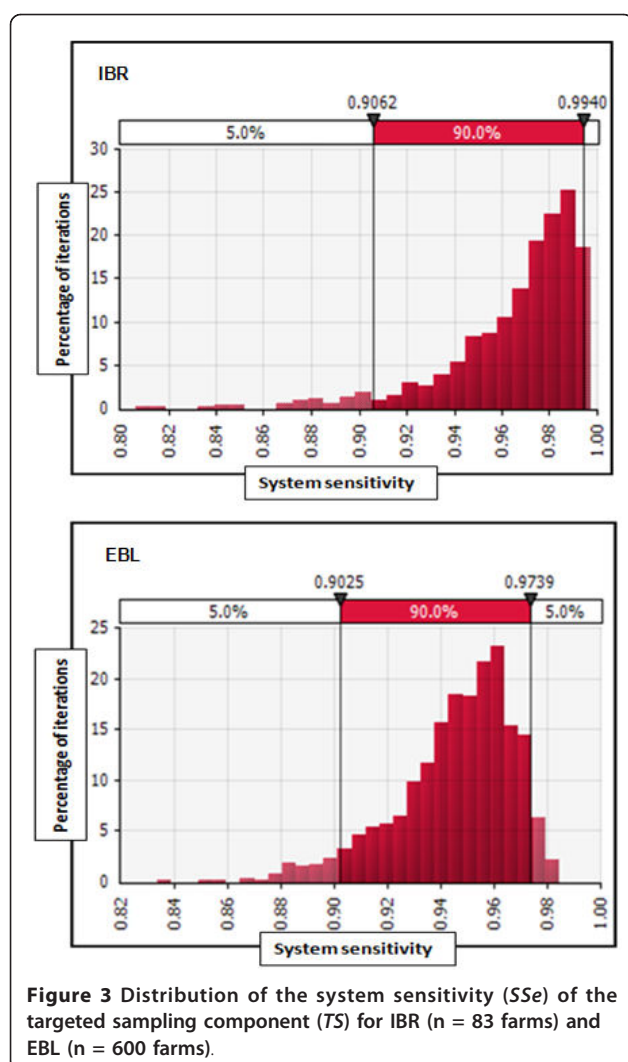 IBR
0.9062 0.9940
5.0% 90.0%
30
25
20
15
10
5
0
Percentage of iterations
0.80 0.82 0.84 0.86 0.88 0.90 0.92 0.94 0.96 0.98 1.00
System sensitivity
EBL
0.9025 0.9739
5.0% 90.0% 5.0%
25
20
15
10
5
0
Percentage of iterations
0.82 0.84 0.86 0.88 0.90 0.92 0.94 0.96 0.98 1.00
System sensitivity
Figure 3 Distribution of the system sensitivity (SSe) of the
targeted sampling component (TS) for IBR (n = 83 farms) and
EBL (n = 600 farms).